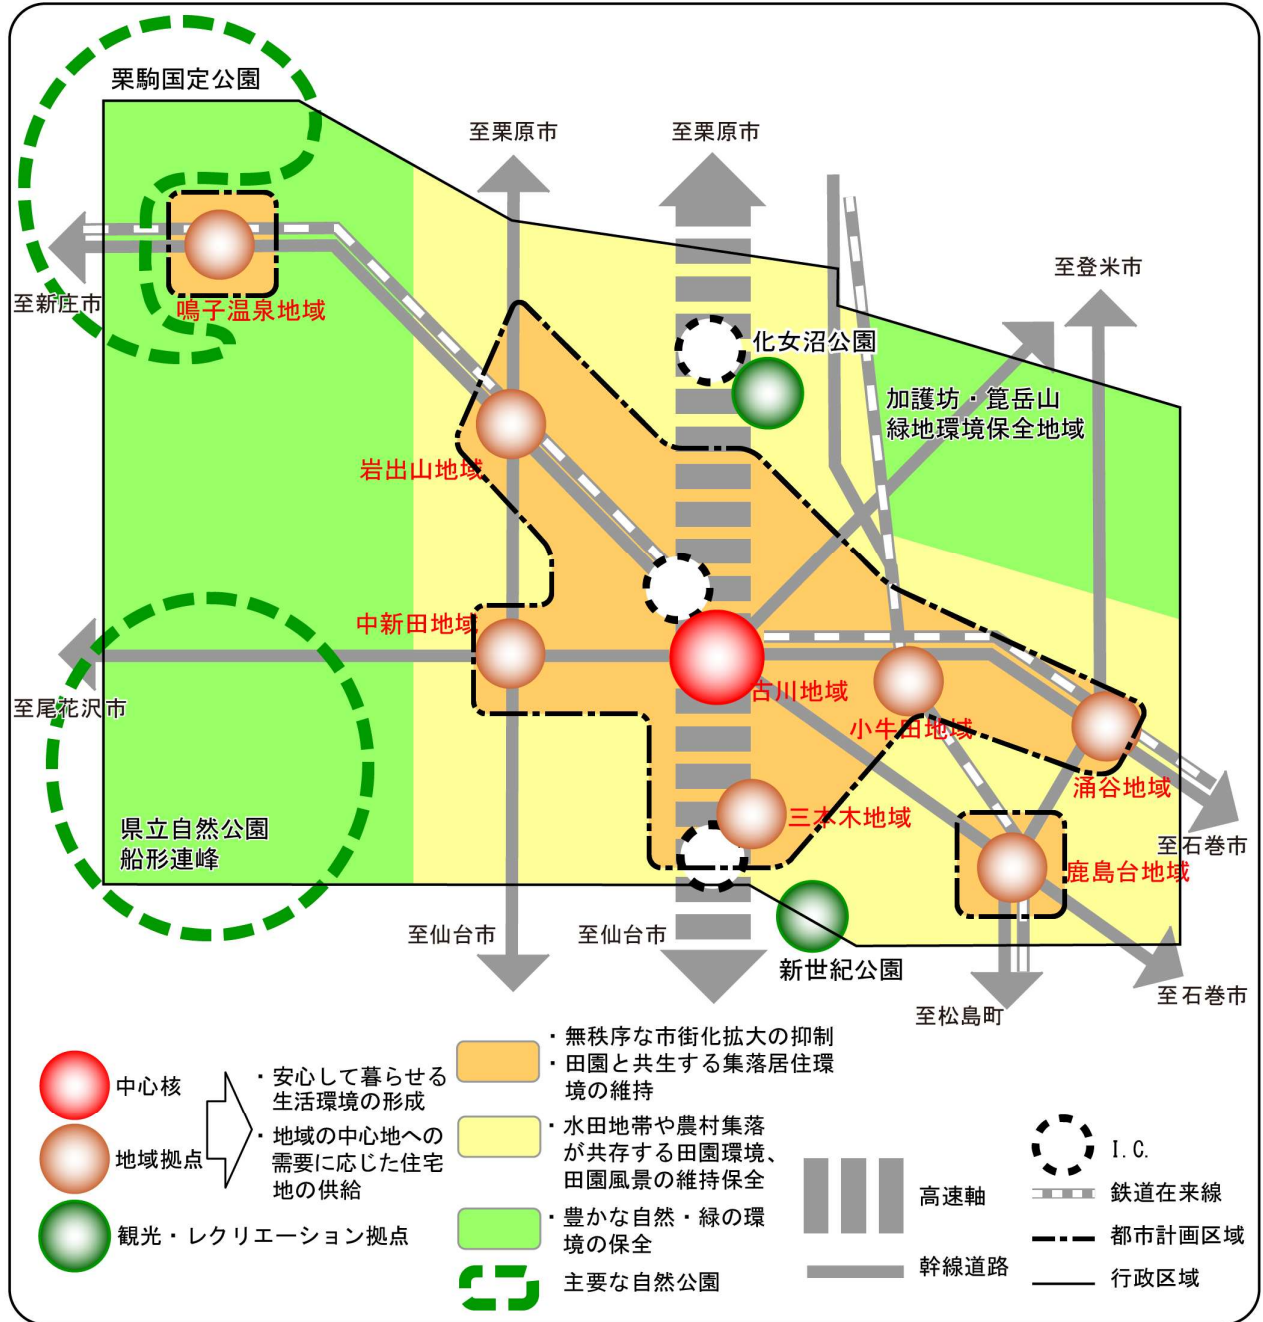 栗駒国定公園
至栗原市
至栗原市
至登米市
至新庄市
鳴子温泉地域
化女沼公園
加護坊・箟岳山
緑地環境保全地域
岩出山地域
中新田地域
至尾花沢市
古川地域
小牛田地域
涌谷地域
三本木地域
県立自然公園
船形連峰
鹿島台地域
至石巻市
至仙台市
至仙台市
新世紀公園
至石巻市
至松島町
中心核
地域拠点
観光・レクリエーション拠点
・安心して暮らせる
生活環境の形成
・地域の中心地への
需要に応じた住宅
地の供給
・無秩序な市街化拡大の抑制
・田園と共生する集落居住環
境の維持
・水田地帯や農村集落
が共存する田園環境、
田園風景の維持保全
・豊かな自然・緑の環
境の保全
主要な自然公園
高速軸
幹線道路
I.C.
鉄道在来線
都市計画区域
行政区域